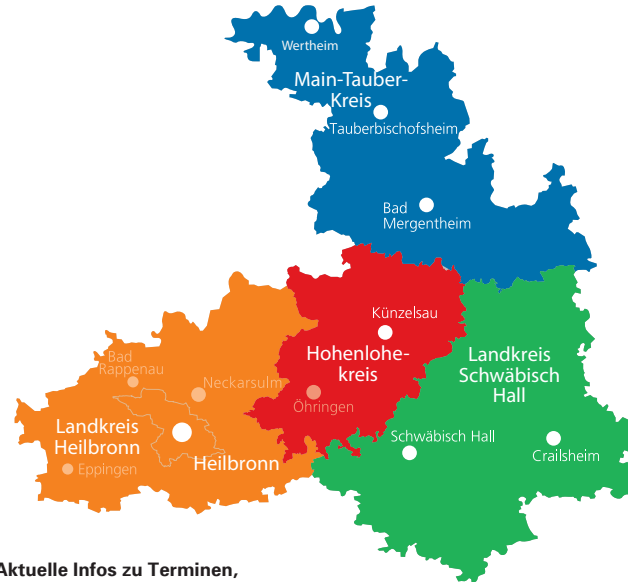 Wertheim
Main-Tauber-
Kreis
Tauberbischofsheim
Bad
Mergentheim
Künzelsau
Hohenlohe-
kreis
Öhringen
Landkreis
Schwäbisch
Hall
Schwäbisch Hall
Crailsheim
Bad
Rappenau
Neckarsulm
Landkreis
Heilbronn
Heilbronn
Eppingen
Aktuelle Infos zu Terminen,